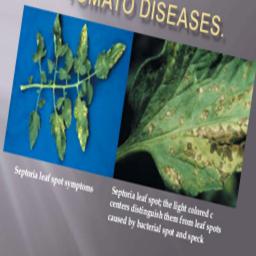 TOMATO DISEASES.
Septoria leaf spot symptoms
Septoria leaf spot; the light colored c
centers distinguish them from leaf spots
caused by bacterial spot and speck